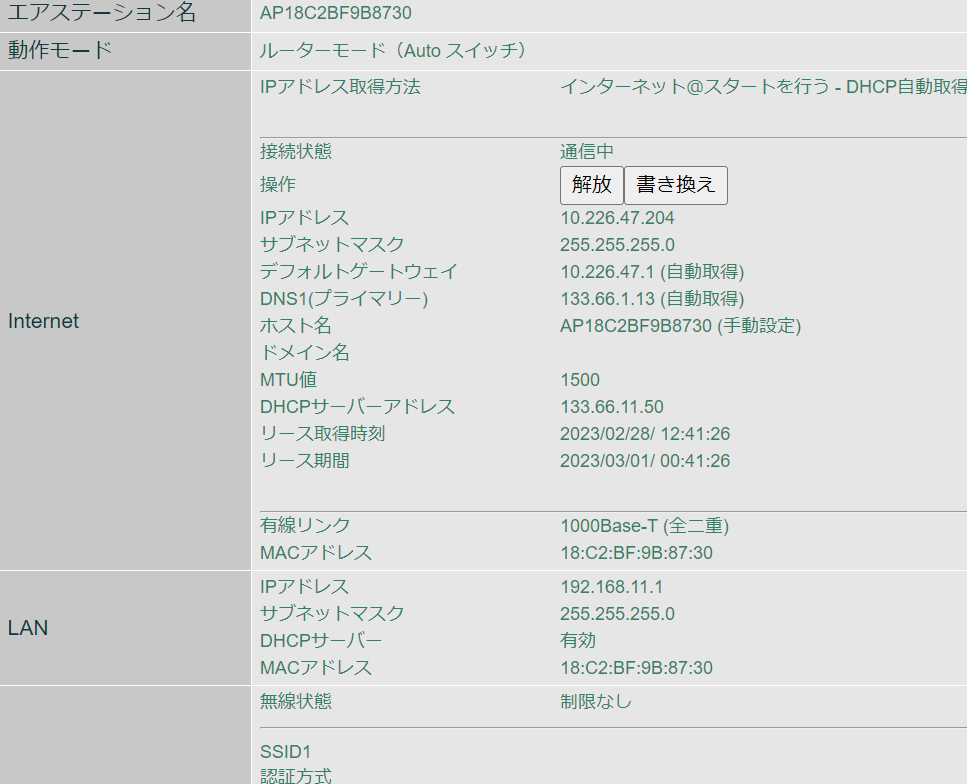 エアステーション名 AP18C2BF9B8730
動作モード ルーターモード（Auto スイッチ）
Internet
IPアドレス取得方法 インターネット@スタートを行う - DHCP自動取得
接続状態 通信中
操作 解放 書き換え
IPアドレス 10.226.47.204
サブネットマスク 255.255.255.0
デフォルトゲートウェイ 10.226.47.1 (自動取得)
DNS1(プライマリー) 133.66.1.13 (自動取得)
ホスト名 AP18C2BF9B8730 (手動設定)
ドメイン名
MTU値 1500
DHCPサーバーアドレス 133.66.11.50
リース取得時刻 2023/02/28/ 12:41:26
リース期間 2023/03/01/ 00:41:26
有線リンク 1000Base-T (全二重)
MACアドレス 18:C2:BF:9B:87:30
LAN
IPアドレス 192.168.11.1
サブネットマスク 255.255.255.0
DHCPサーバー 有効
MACアドレス 18:C2:BF:9B:87:30
無線状態 制限なし
SSID1
認証方式